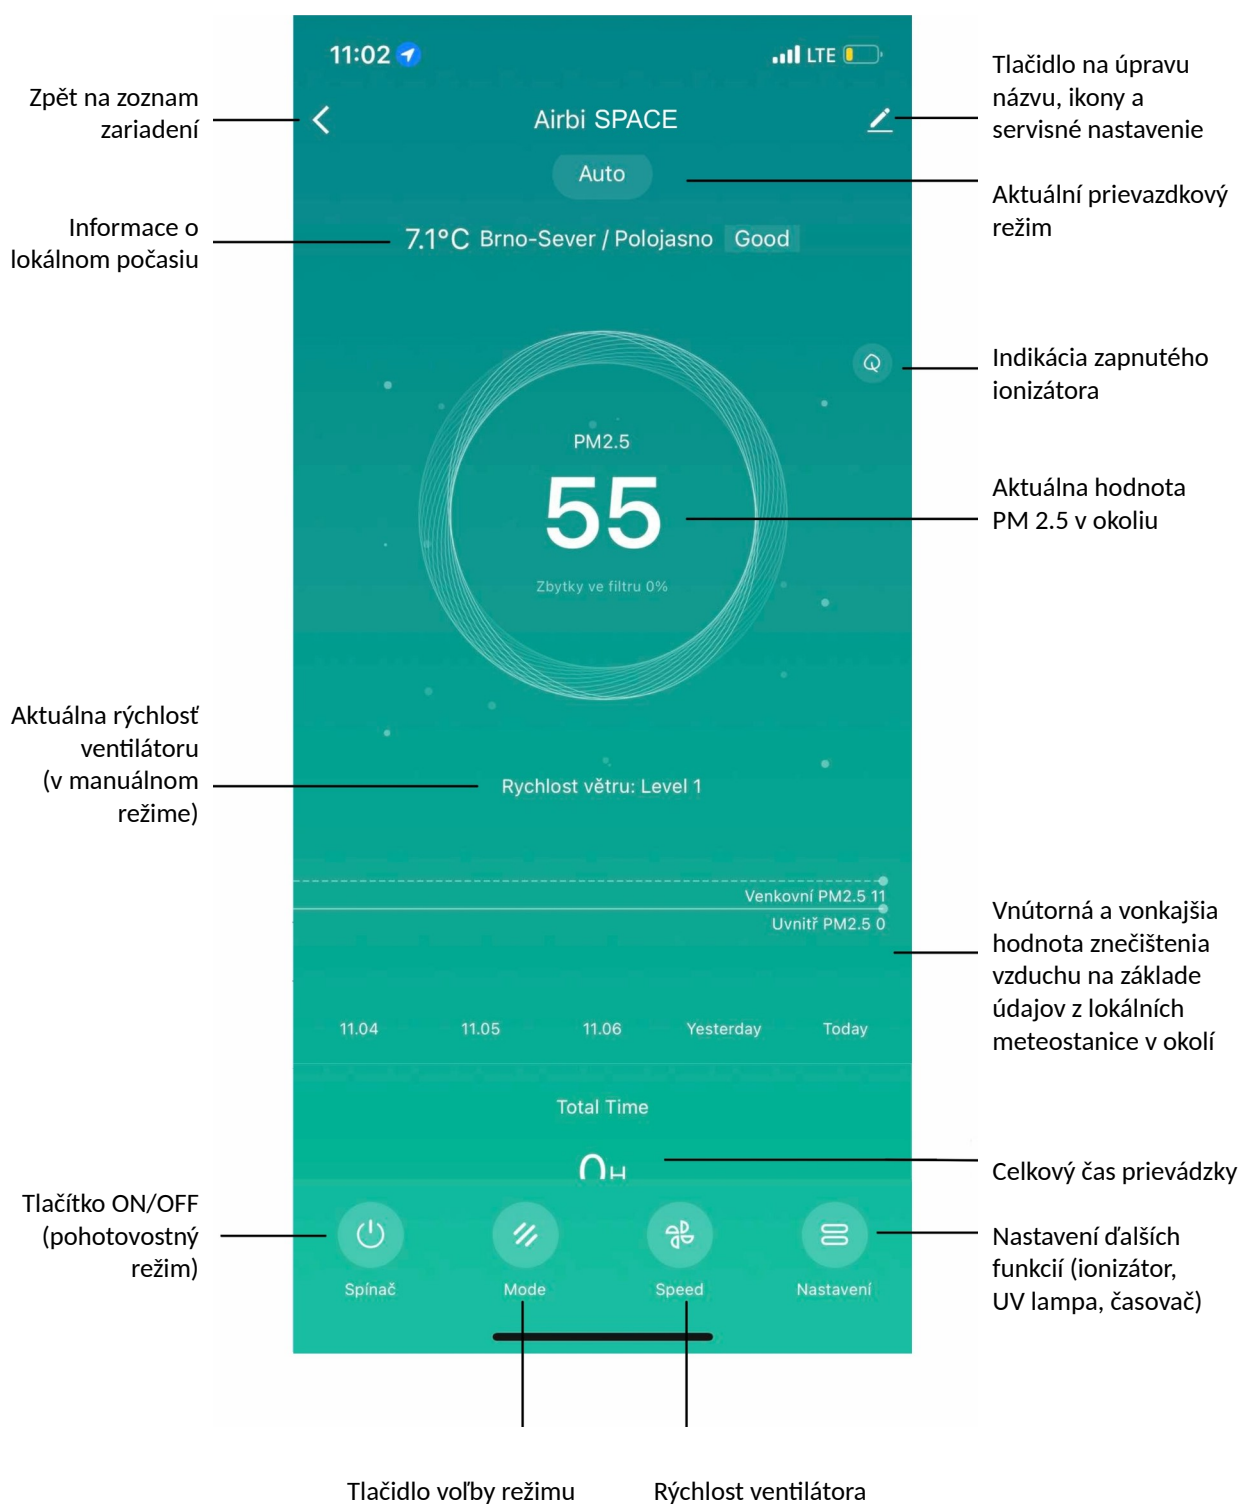 11:02
LTE
Tlačidlo na úpravu
názvu, ikony a
servisné nastavenie
Zpět na zoznam
zariadení
Airbi SPACE
Auto
Aktuální prievazdkový
režim
Informace o
lokálnom počasiu
7.1°C Brno-Sever / Polojasno Good
Indikácia zapnutého
ionizátora
PM2.5
55
Zbytky ve filtru 0%
Aktuálna hodnota
PM 2.5 v okoliu
Aktuálna rýchlosť
ventilátoru
(v manuálnom
režime)
Rychlost větru: Level 1
Venkovní PM2.5 11
Uvnitř PM2.5 0
Vnútorná a vonkajšia
hodnota znečištenia
vzduchu na základe
údajov z lokálních
meteostanice v okolí
11.04 11.05 11.06 Yesterday Today
Total Time
0H
Celkový čas prievádzky
Tlačítko ON/OFF
(pohotovostný
režim)
Nastavení ďalších
funkcií (ionizátor,
UV lampa, časovač)
Spínač Mode Speed Nastavení
Tlačidlo voľby režimu
Rýchlost ventilátora